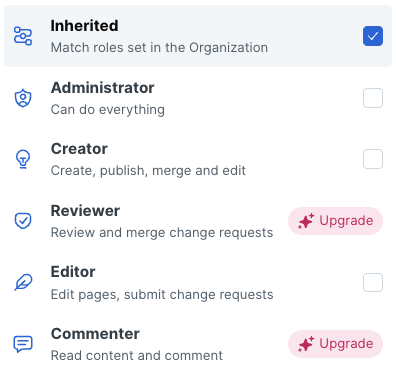 Inherited
Match roles set in the Organization
Administrator
Can do everything
Creator
Create, publish, merge and edit
Reviewer
Review and merge change requests
Upgrade
Editor
Edit pages, submit change requests
Commenter
Read content and comment
Upgrade